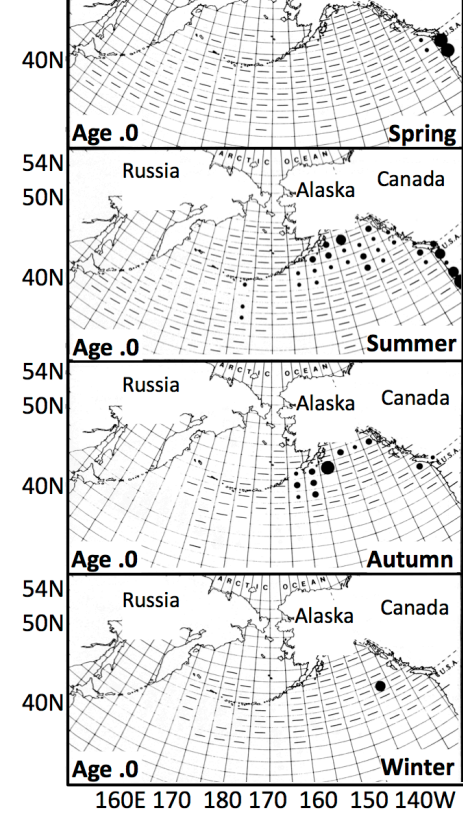 U.S.A.
40N
Age .0 Spring
54N
ARCTIC OCEAN
Russia Alaska Canada
50N
40N
U.S.A.
Age .0 Summer
54N
ARCTIC OCEAN
Russia Alaska Canada
50N
U.S.A.
40N
Age .0 Autumn
54N
ARCTIC OCEAN
Russia Alaska Canada
50N
U.S.A
40N
Age .0 Winter
160E 170 180 170 160 150 140W